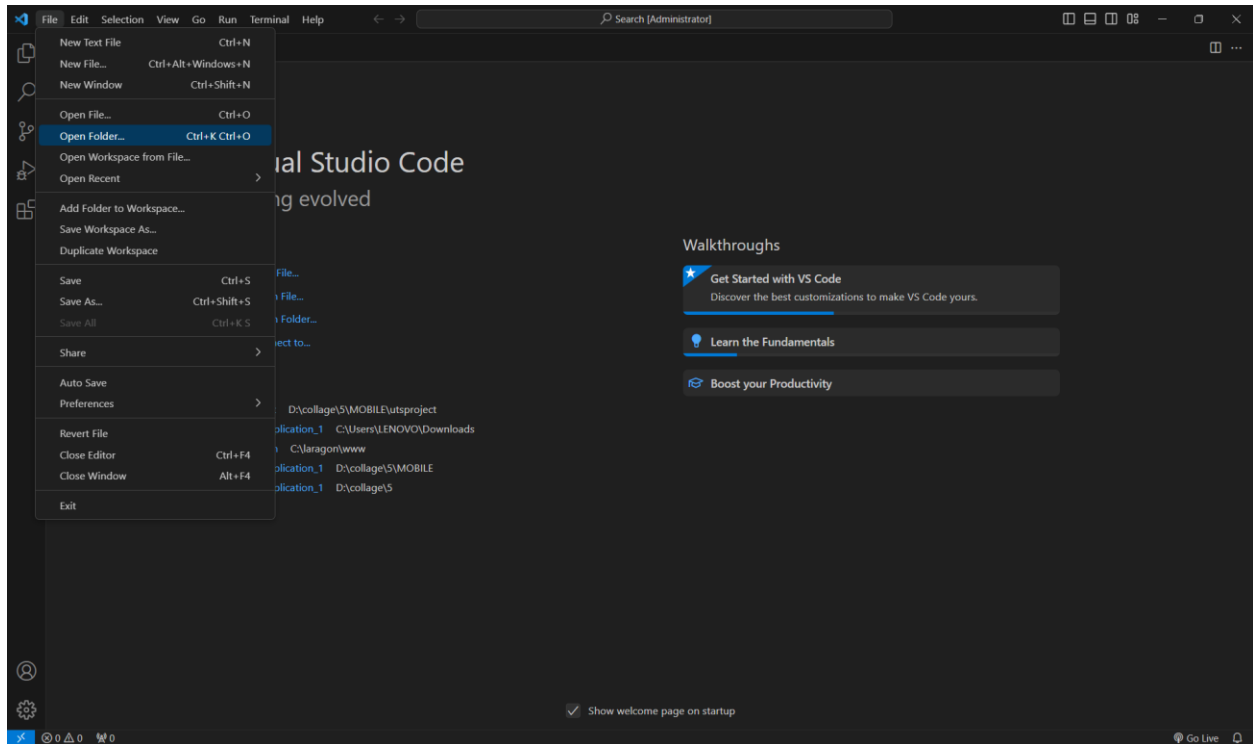 File Edit Selection View Go Run Terminal Help
Search [Administrator]
New Text File Ctrl+N
New File... Ctrl+Alt+Windows+N
New Window Ctrl+Shift+N
Open File... Ctrl+O
Open Folder... Ctrl+K Ctrl+O
Open Workspace from File...
Open Recent
Add Folder to Workspace...
Save Workspace As...
Duplicate Workspace
Save Ctrl+S
Save As... Ctrl+Shift+S
Save All Ctrl+K S
Share
Auto Save
Preferences
Revert File
Close Editor Ctrl+F4
Close Window Alt+F4
Exit
ual Studio Code
ng evolved
File...
File...
Folder...
ect to...
D:\collage\5\MOBILE\utsproject
plication_1 C:\Users\LENOVO\Downloads
C:\laragon\www
plication_1 D:\collage\5\MOBILE
plication_1 D:\collage\5
Walkthroughs
Get Started with VS Code
Discover the best customizations to make VS Code yours.
Learn the Fundamentals
Boost your Productivity
Show welcome page on startup
0 0 0
Go Live